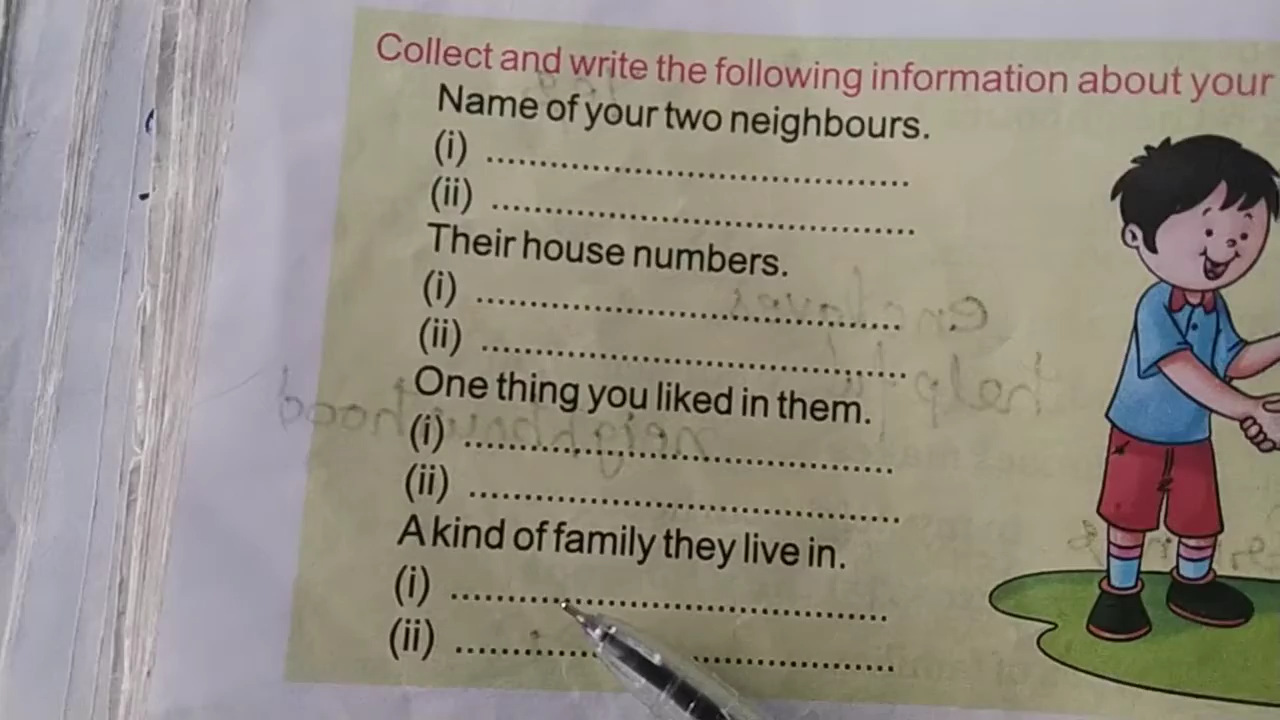 Collect and write the following information about your
Name of your two neighbours.
(i) ..........................................
(ii) ..........................................
Their house numbers.
(i) ..........................................
(ii) ..........................................
One thing you liked in them.
(i) ..........................................
(ii) ..........................................
A kind of family they live in.
(i) ..........................................
(ii) ..........................................